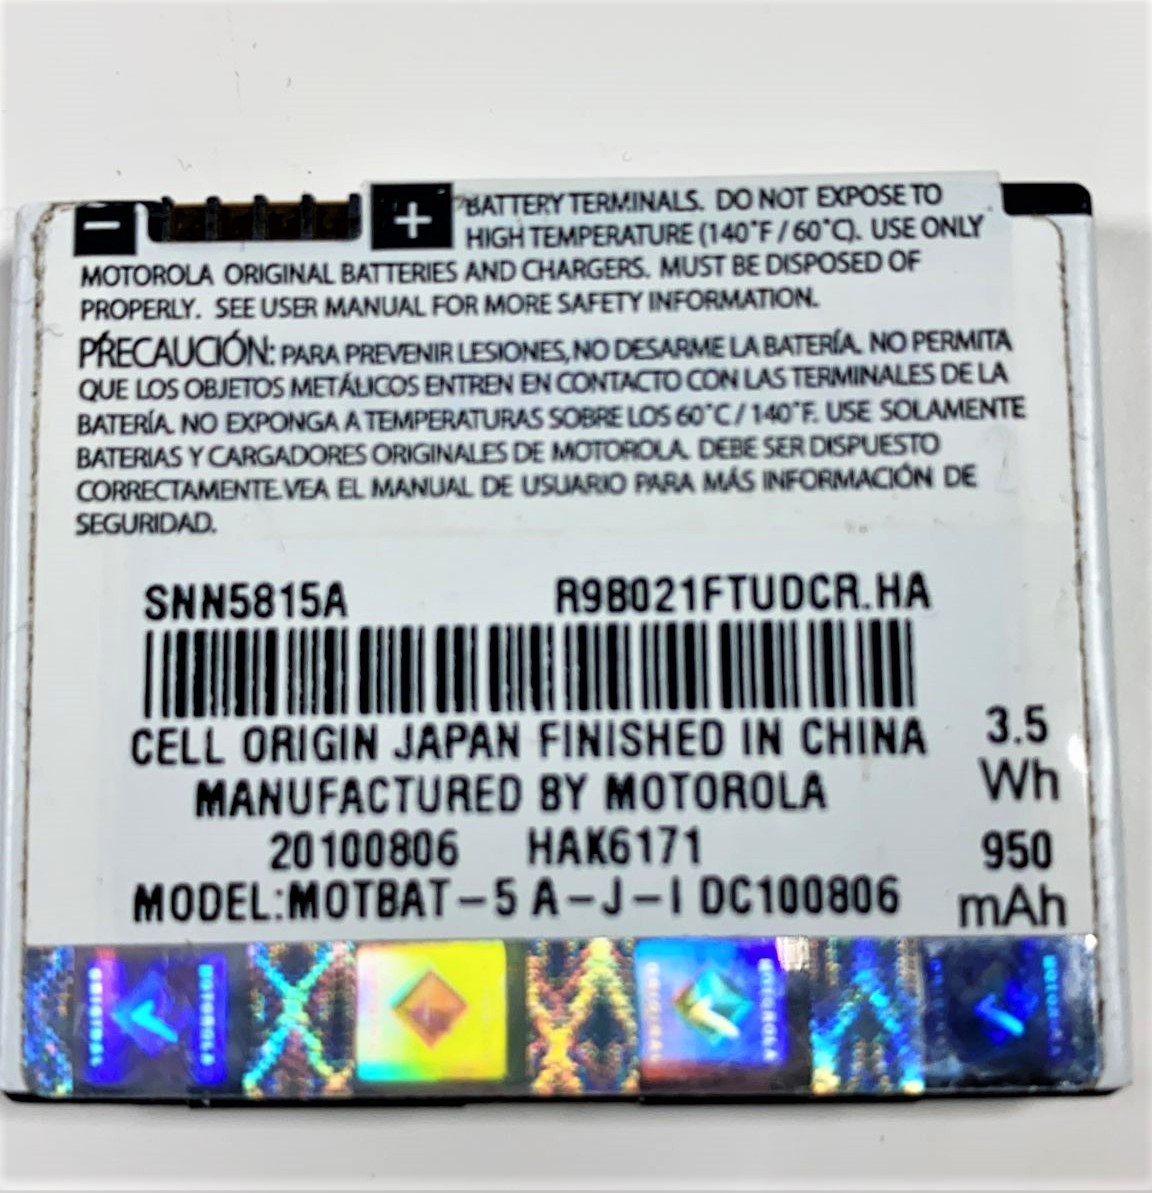 − +
BATTERY TERMINALS. DO NOT EXPOSE TO
HIGH TEMPERATURE (140°F / 60°C). USE ONLY
MOTOROLA ORIGINAL BATTERIES AND CHARGERS. MUST BE DISPOSED OF
PROPERLY. SEE USER MANUAL FOR MORE SAFETY INFORMATION.
PRECAUCIÓN: PARA PREVENIR LESIONES, NO DESARME LA BATERÍA. NO PERMITA
QUE LOS OBJETOS METÁLICOS ENTREN EN CONTACTO CON LAS TERMINALES DE LA
BATERÍA. NO EXPONGA A TEMPERATURAS SOBRE LOS 60°C / 140°F. USE SOLAMENTE
BATERIAS Y CARGADORES ORIGINALES DE MOTOROLA. DEBE SER DISPUESTO
CORRECTAMENTE. VEA EL MANUAL DE USUARIO PARA MÁS INFORMACIÓN DE
SEGURIDAD.
SNN5815A R9B021FTUDCR.HA
CELL ORIGIN JAPAN FINISHED IN CHINA
MANUFACTURED BY MOTOROLA
20100806 HAK6171
MODEL:MOTBAT-5 A-J-I DC100806
3.5
Wh
950
mAh
MOTOROLA